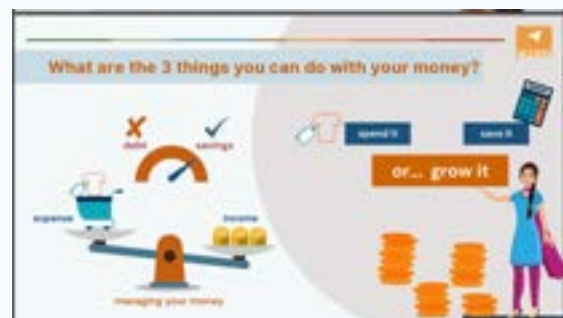 What are the 3 things you can do with your money?
debt
savings
spend it
save it
or... grow it
expense
income
managing your money